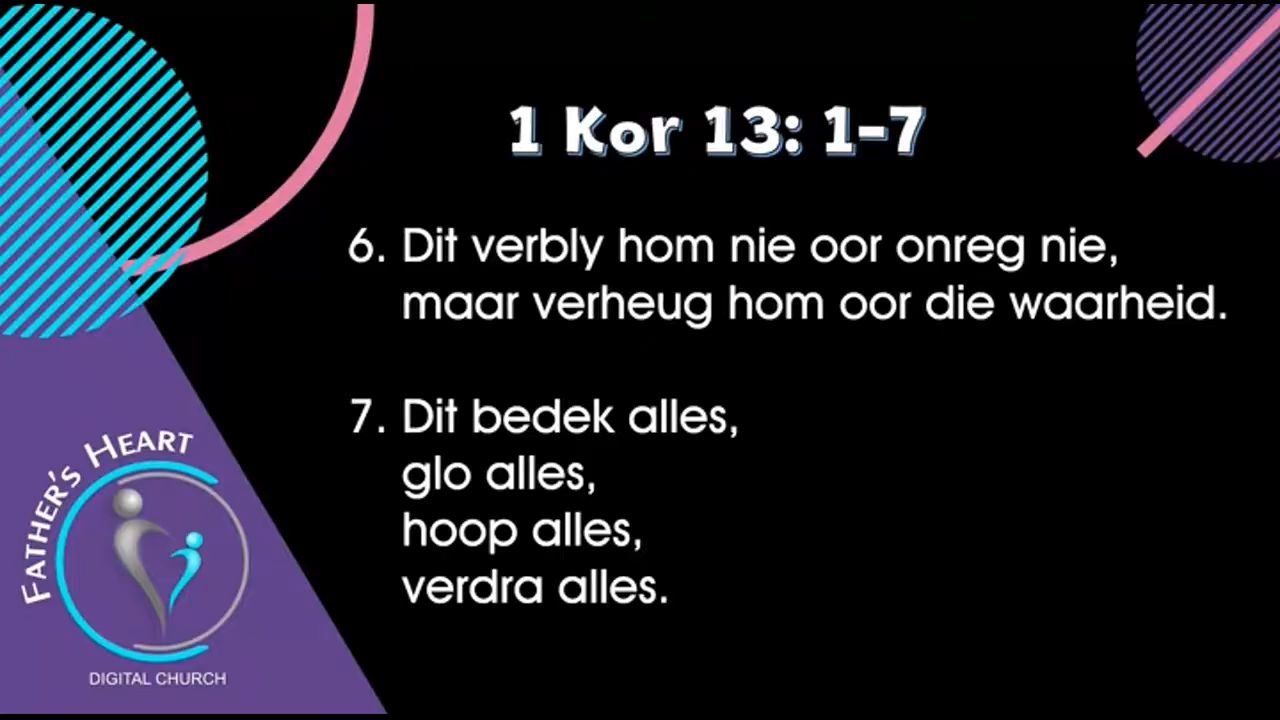 1 Kor 13: 1-7
6. Dit verbly hom nie oor onreg nie,
maar verheug hom oor die waarheid.
7. Dit bedek alles,
glo alles,
hoop alles,
verdra alles.
FATHER'S HEART
DIGITAL CHURCH